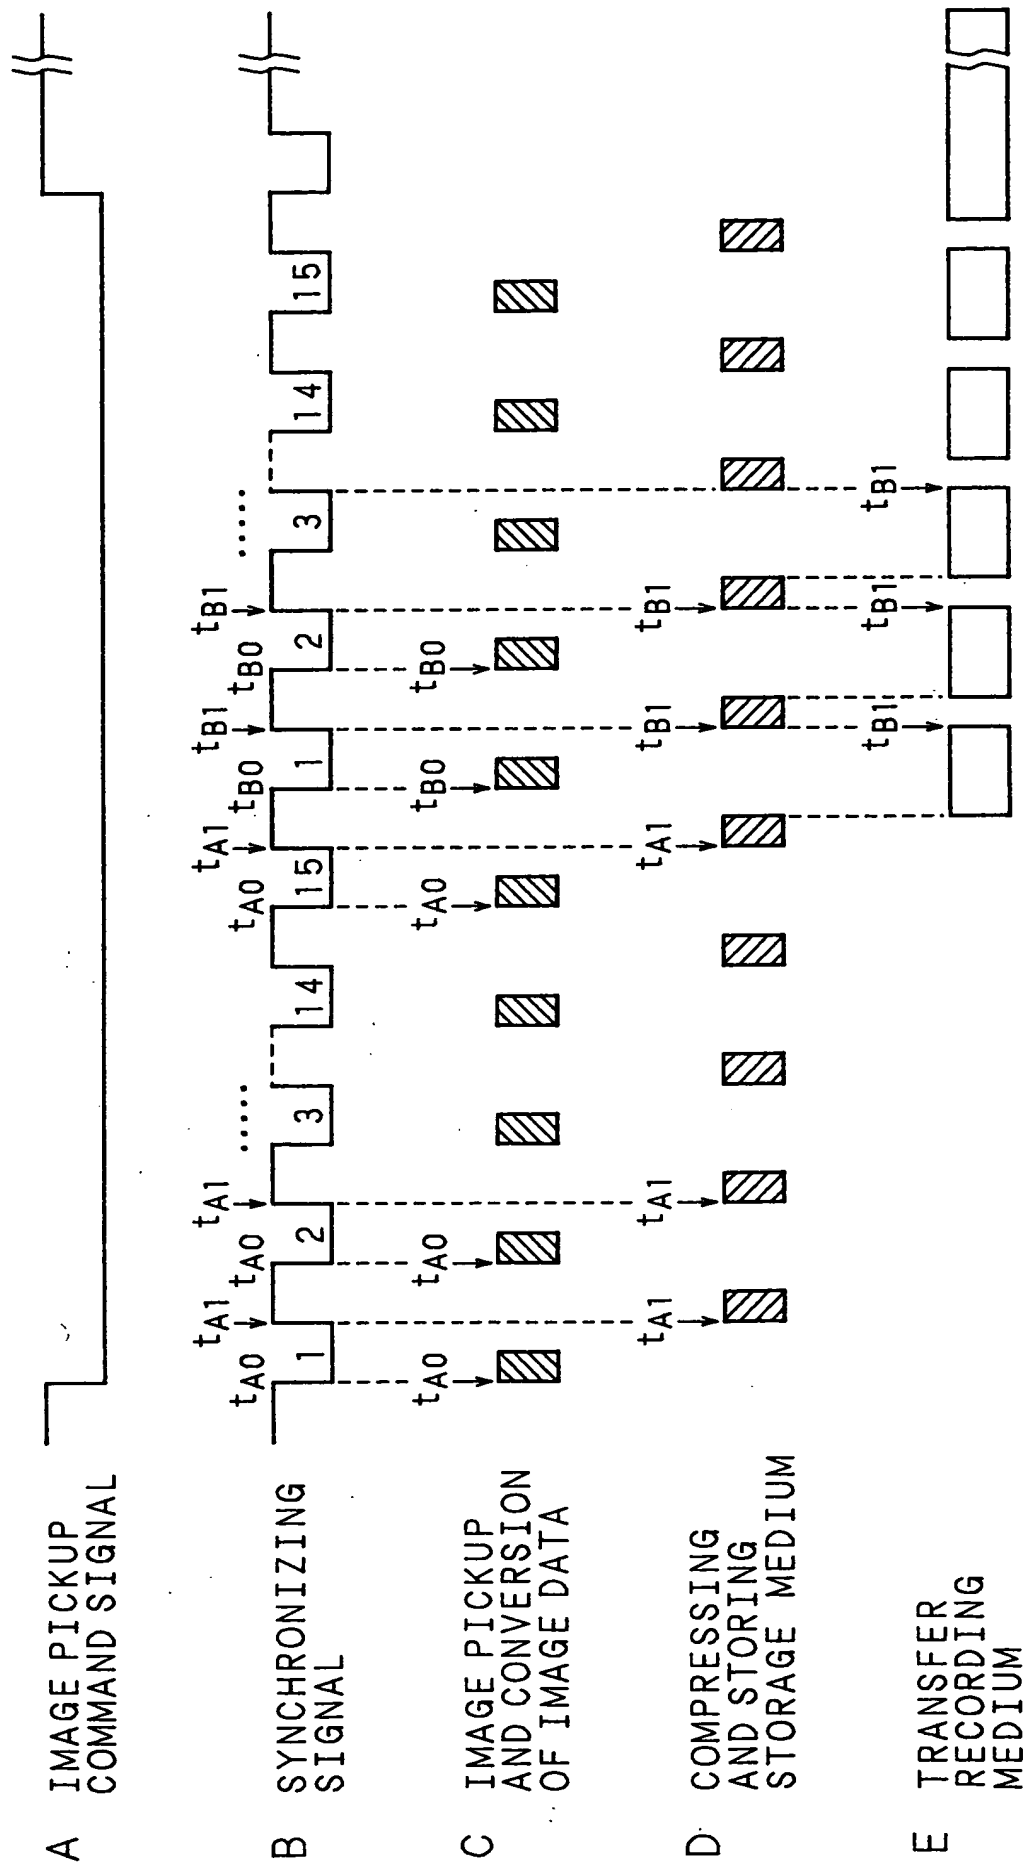 A IMAGE PICKUP
COMMAND SIGNAL
tA1 tA1 tA1 tB1 tB1
tA0 tA0 ..... tA0 tB0 tB0 .....
B SYNCHRONIZING
SIGNAL
1 2 3 14 15 1 2 3 14 15
tA0 tA0 tA0 tB0 tB0
C IMAGE PICKUP
AND CONVERSION
OF IMAGE DATA
tA1 tA1 tA1 tB1 tB1
D COMPRESSING
AND STORING
STORAGE MEDIUM
tB1 tB1 tB1
E TRANSFER
RECORDING
MEDIUM